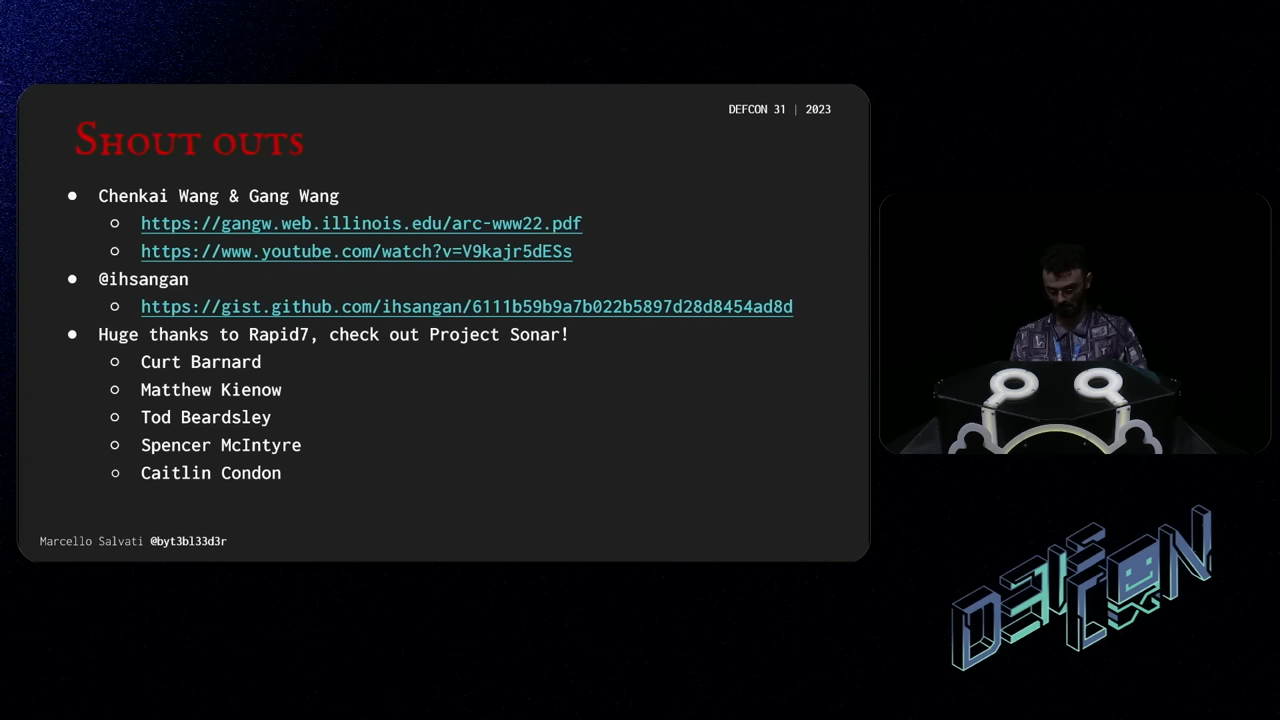 DEFCON 31 | 2023
Shout outs
● Chenkai Wang & Gang Wang
○ https://gangw.web.illinois.edu/arc-www22.pdf
○ https://www.youtube.com/watch?v=V9kajr5dESs
● @ihsangan
○ https://gist.github.com/ihsangan/6111b59b9a7b022b5897d28d8454ad8d
● Huge thanks to Rapid7, check out Project Sonar!
○ Curt Barnard
○ Matthew Kienow
○ Tod Beardsley
○ Spencer McIntyre
○ Caitlin Condon
Marcello Salvati @byt3bl33d3r
DEF
CON